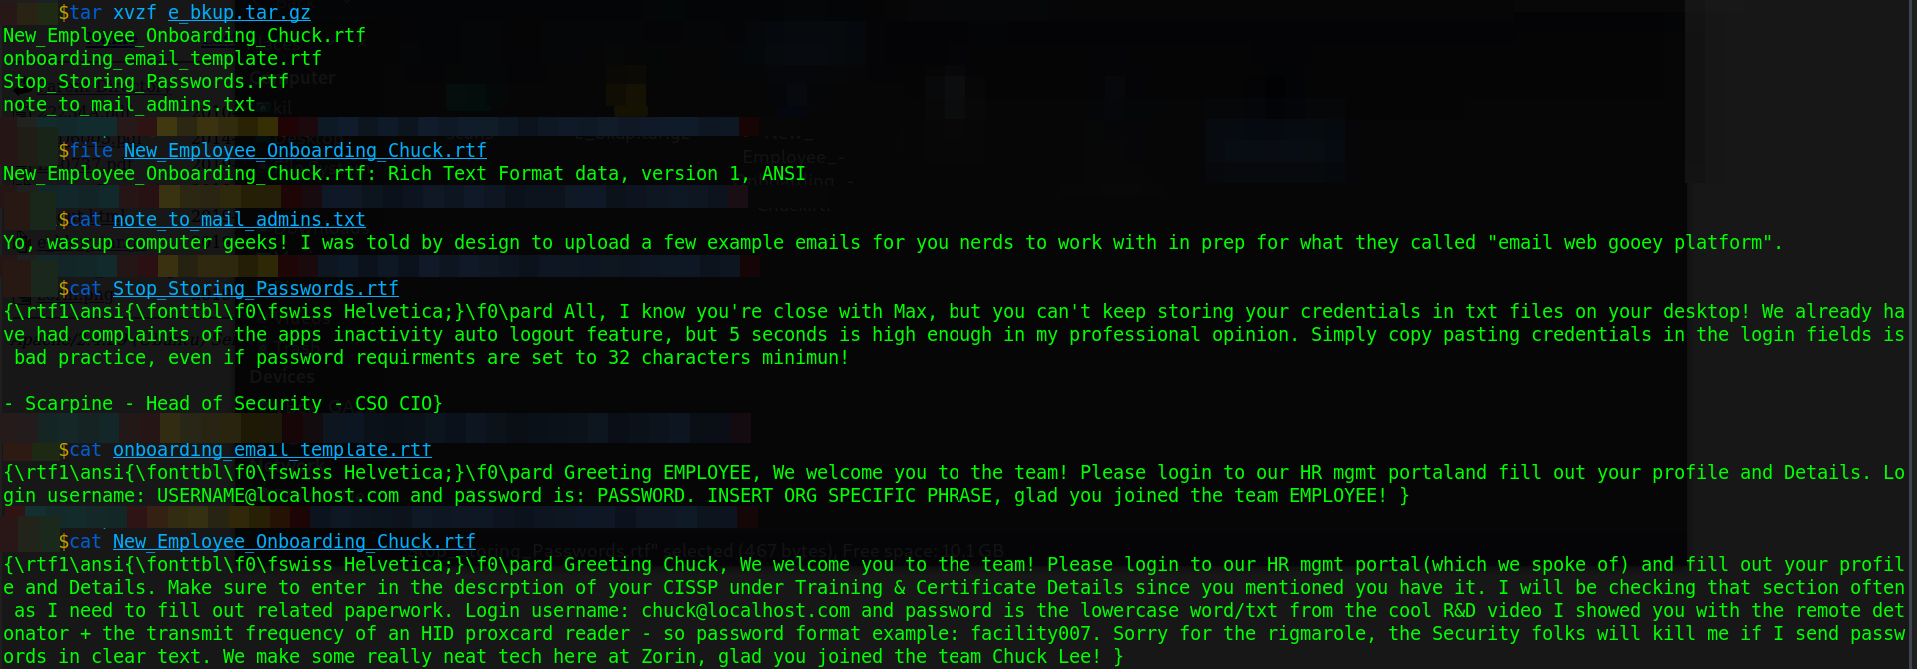 $tar xvzf e_bkup.tar.gz
New_Employee_Onboarding_Chuck.rtf
onboarding_email_template.rtf
Stop_Storing_Passwords.rtf
note_to_mail_admins.txt
$file New_Employee_Onboarding_Chuck.rtf
New_Employee_Onboarding_Chuck.rtf: Rich Text Format data, version 1, ANSI
$cat note_to_mail_admins.txt
Yo, wassup computer geeks! I was told by design to upload a few example emails for you nerds to work with in prep for what they called "email web gooey platform".
$cat Stop_Storing_Passwords.rtf
{\rtf1\ansi{\fonttbl\f0\fswiss Helvetica;}\f0\pard All, I know you're close with Max, but you can't keep storing your credentials in txt files on your desktop! We already ha
ve had complaints of the apps inactivity auto logout feature, but 5 seconds is high enough in my professional opinion. Simply copy pasting credentials in the login fields is
bad practice, even if password requirments are set to 32 characters minimun!
Devices
- Scarpine - Head of Security - CSO CIO}
$cat onboarding_email_template.rtf
{\rtf1\ansi{\fonttbl\f0\fswiss Helvetica;}\f0\pard Greeting EMPLOYEE, We welcome you to the team! Please login to our HR mgmt portaland fill out your profile and Details. Lo
gin username: USERNAME@localhost.com and password is: PASSWORD. INSERT ORG SPECIFIC PHRASE, glad you joined the team EMPLOYEE! }
$cat New_Employee_Onboarding_Chuck.rtf
{\rtf1\ansi{\fonttbl\f0\fswiss Helvetica;}\f0\pard Greeting Chuck, We welcome you to the team! Please login to our HR mgmt portal(which we spoke of) and fill out your profil
e and Details. Make sure to enter in the descrption of your CISSP under Training & Certificate Details since you mentioned you have it. I will be checking that section often
as I need to fill out related paperwork. Login username: chuck@localhost.com and password is the lowercase word/txt from the cool R&D video I showed you with the remote det
onator + the transmit frequency of an HID proxcard reader - so password format example: facility007. Sorry for the rigmarole, the Security folks will kill me if I send passw
ords in clear text. We make some really neat tech here at Zorin, glad you joined the team Chuck Lee! }